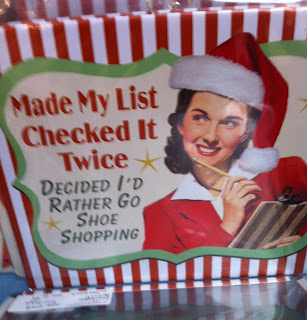 Made My List
Checked It
Twice
DECIDED I'D
RATHER GO
SHOE
SHOPPING